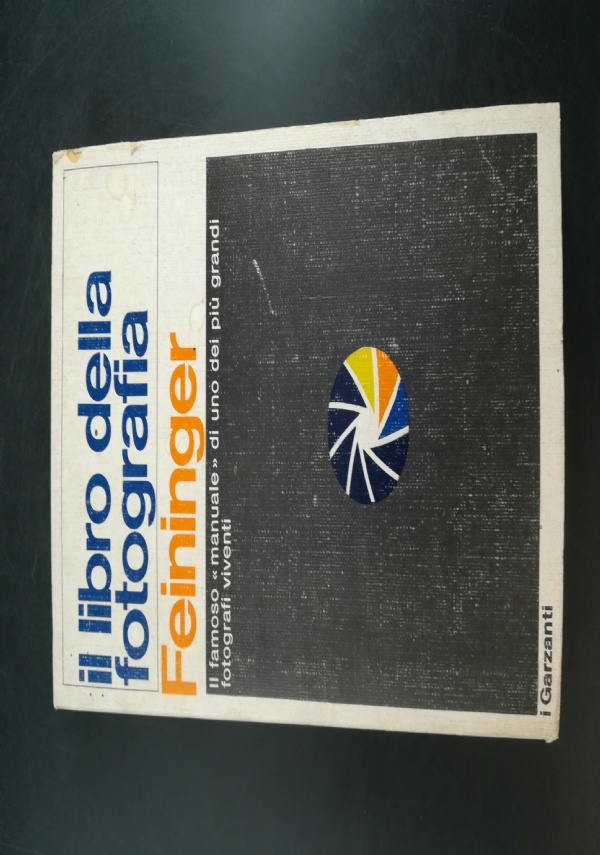 il libro della
fotografia
Feininger
Il famoso «manuale» di uno dei più grandi
fotografi viventi
i Garzanti